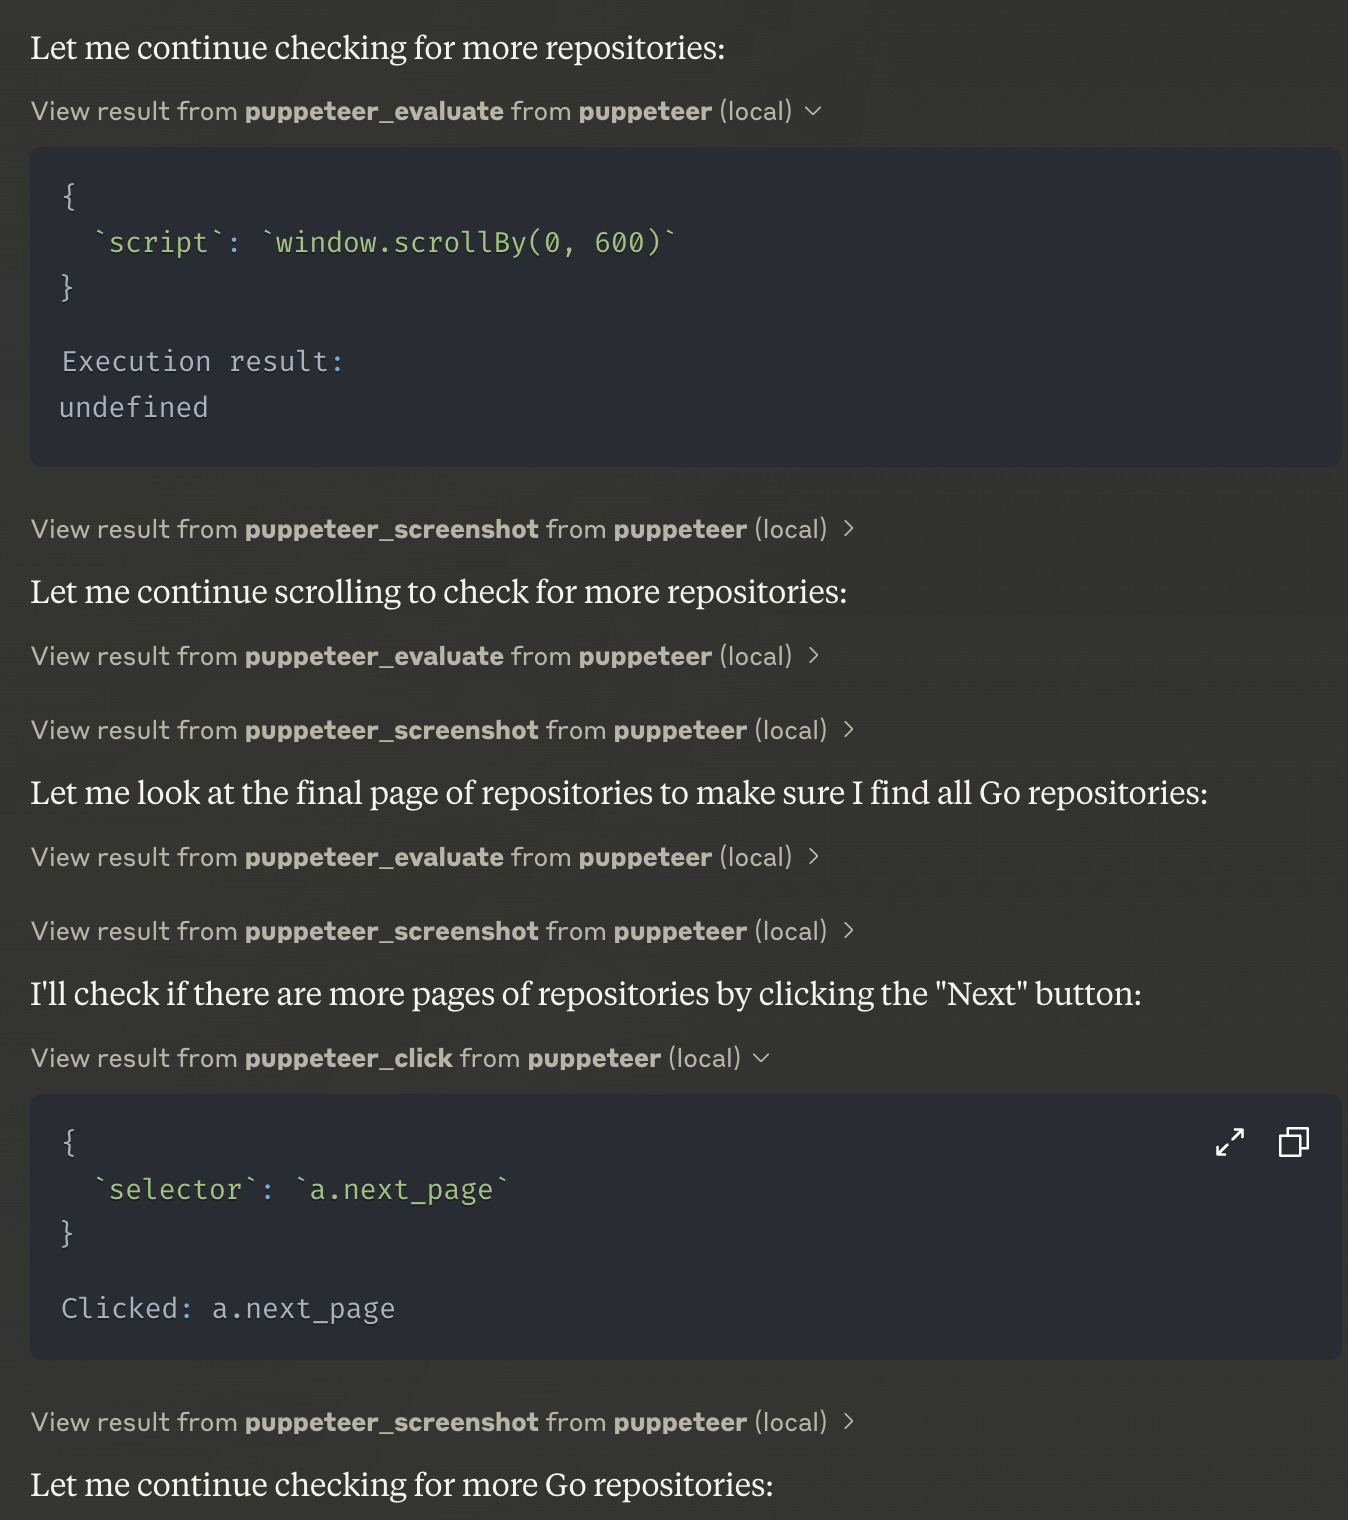 Let me continue checking for more repositories:
View result from puppeteer_evaluate from puppeteer (local)
{
`script`: `window.scrollBy(0, 600)`
}
Execution result:
undefined
View result from puppeteer_screenshot from puppeteer (local)
Let me continue scrolling to check for more repositories:
View result from puppeteer_evaluate from puppeteer (local)
View result from puppeteer_screenshot from puppeteer (local)
Let me look at the final page of repositories to make sure I find all Go repositories:
View result from puppeteer_evaluate from puppeteer (local)
View result from puppeteer_screenshot from puppeteer (local)
I'll check if there are more pages of repositories by clicking the "Next" button:
View result from puppeteer_click from puppeteer (local)
{
`selector`: `a.next_page`
}
Clicked: a.next_page
View result from puppeteer_screenshot from puppeteer (local)
Let me continue checking for more Go repositories: